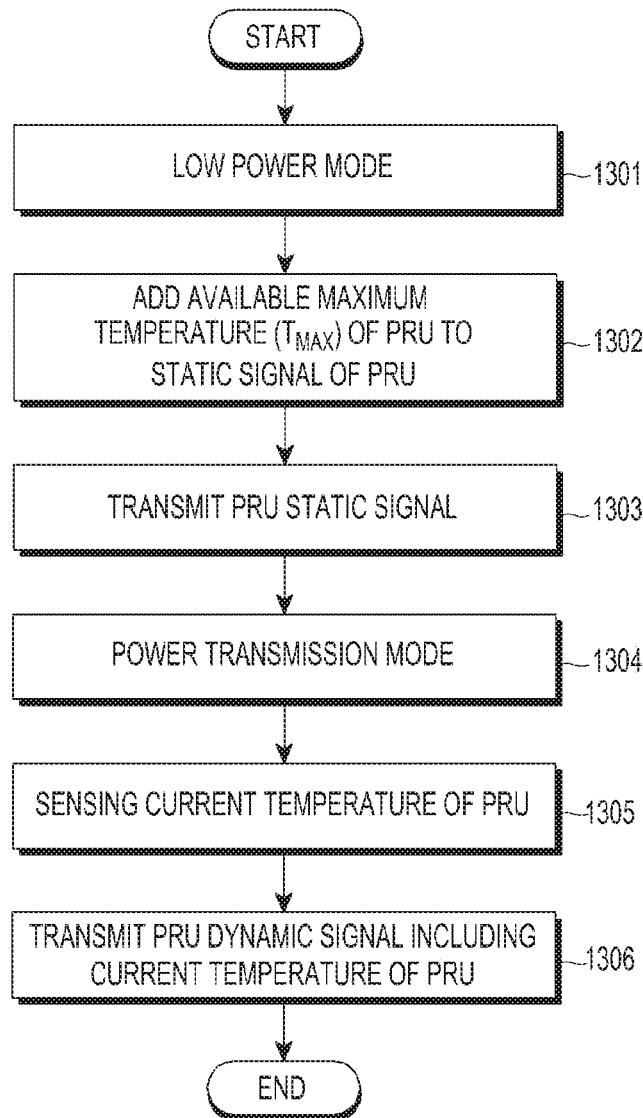 START
LOW POWER MODE
1301
ADD AVAILABLE MAXIMUM
TEMPERATURE (TMAX) OF PRU TO
STATIC SIGNAL OF PRU
1302
TRANSMIT PRU STATIC SIGNAL
1303
POWER TRANSMISSION MODE
1304
SENSING CURRENT TEMPERATURE OF PRU
1305
TRANSMIT PRU DYNAMIC SIGNAL INCLUDING
CURRENT TEMPERATURE OF PRU
1306
END